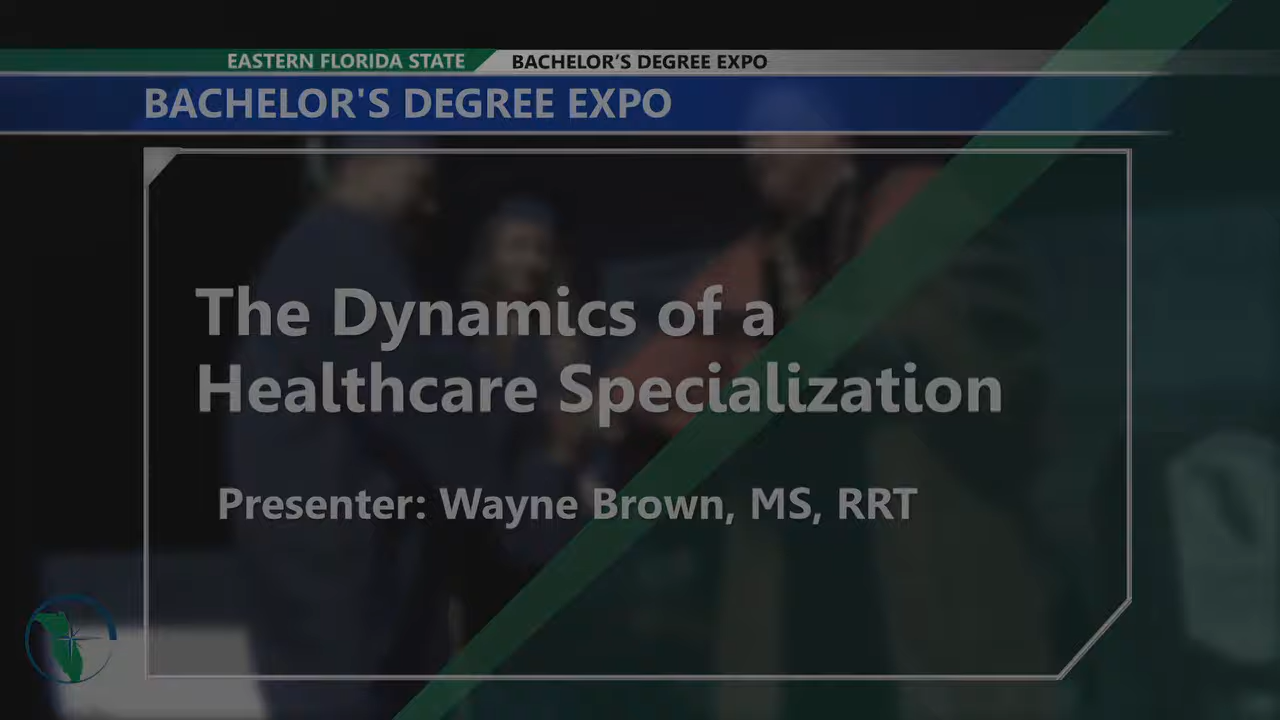 EASTERN FLORIDA STATE BACHELOR'S DEGREE EXPO
BACHELOR'S DEGREE EXPO
The Dynamics of a
Healthcare Specialization
Presenter: Wayne Brown, MS, RRT